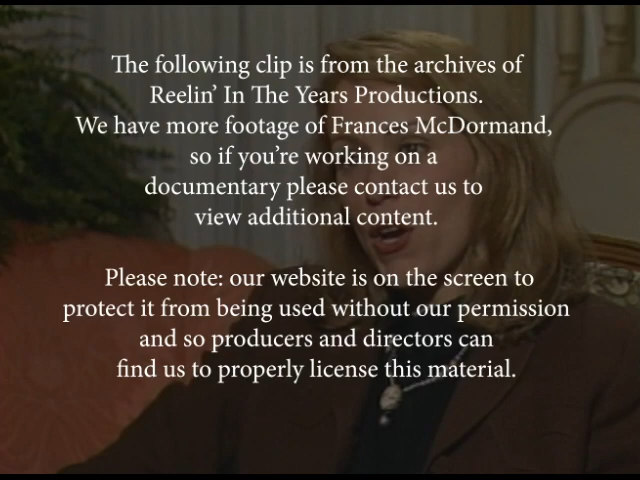 The following clip is from the archives of
Reelin’ In The Years Productions.
We have more footage of Frances McDormand,
so if you’re working on a
documentary please contact us to
view additional content.
Please note: our website is on the screen to
protect it from being used without our permission
and so producers and directors can
find us to properly license this material.